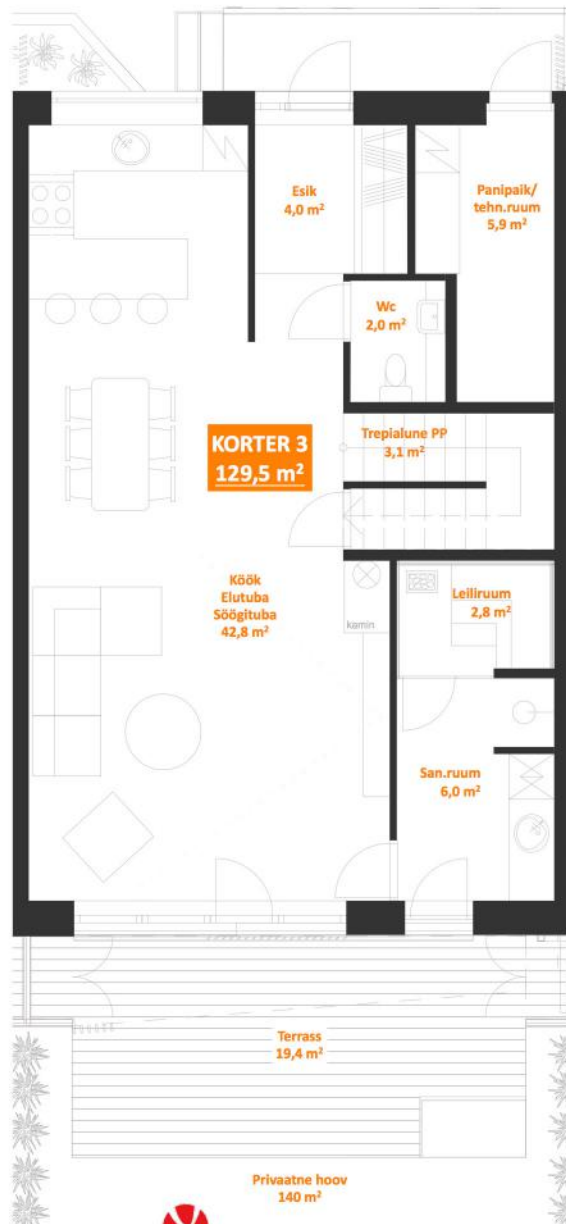 Esik
4,0 m²
Panipaik/
tehn.ruum
5,9 m²
Wc
2,0 m²
KORTER 3
129,5 m²
Trepialune PP
3,1 m²
Köök
Elutuba
Söögituba
42,8 m²
kamin
Leiliruum
2,8 m²
San.ruum
6,0 m²
Terrass
19,4 m²
Privaatne hoov
140 m²